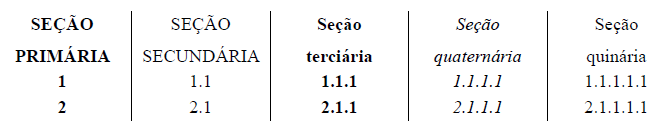 SEÇÃO SEÇÃO Seção Seção Seção
PRIMÁRIA SECUNDÁRIA terciária quaternária quinária
1 1.1 1.1.1 1.1.1.1 1.1.1.1.1
2 2.1 2.1.1 2.1.1.1 2.1.1.1.1